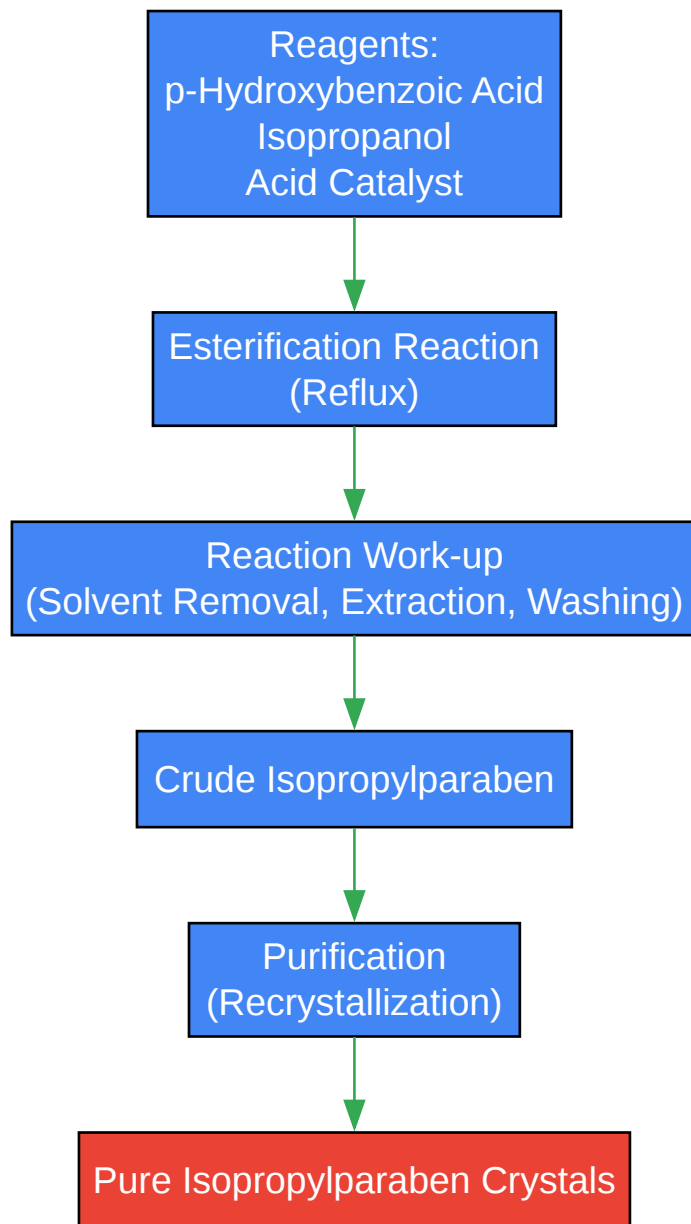 Reagents:
p-Hydroxybenzoic Acid
Isopropanol
Acid Catalyst
Esterification Reaction
(Reflux)
Reaction Work-up
(Solvent Removal, Extraction, Washing)
Crude Isopropylparaben
Purification
(Recrystallization)
Pure Isopropylparaben Crystals